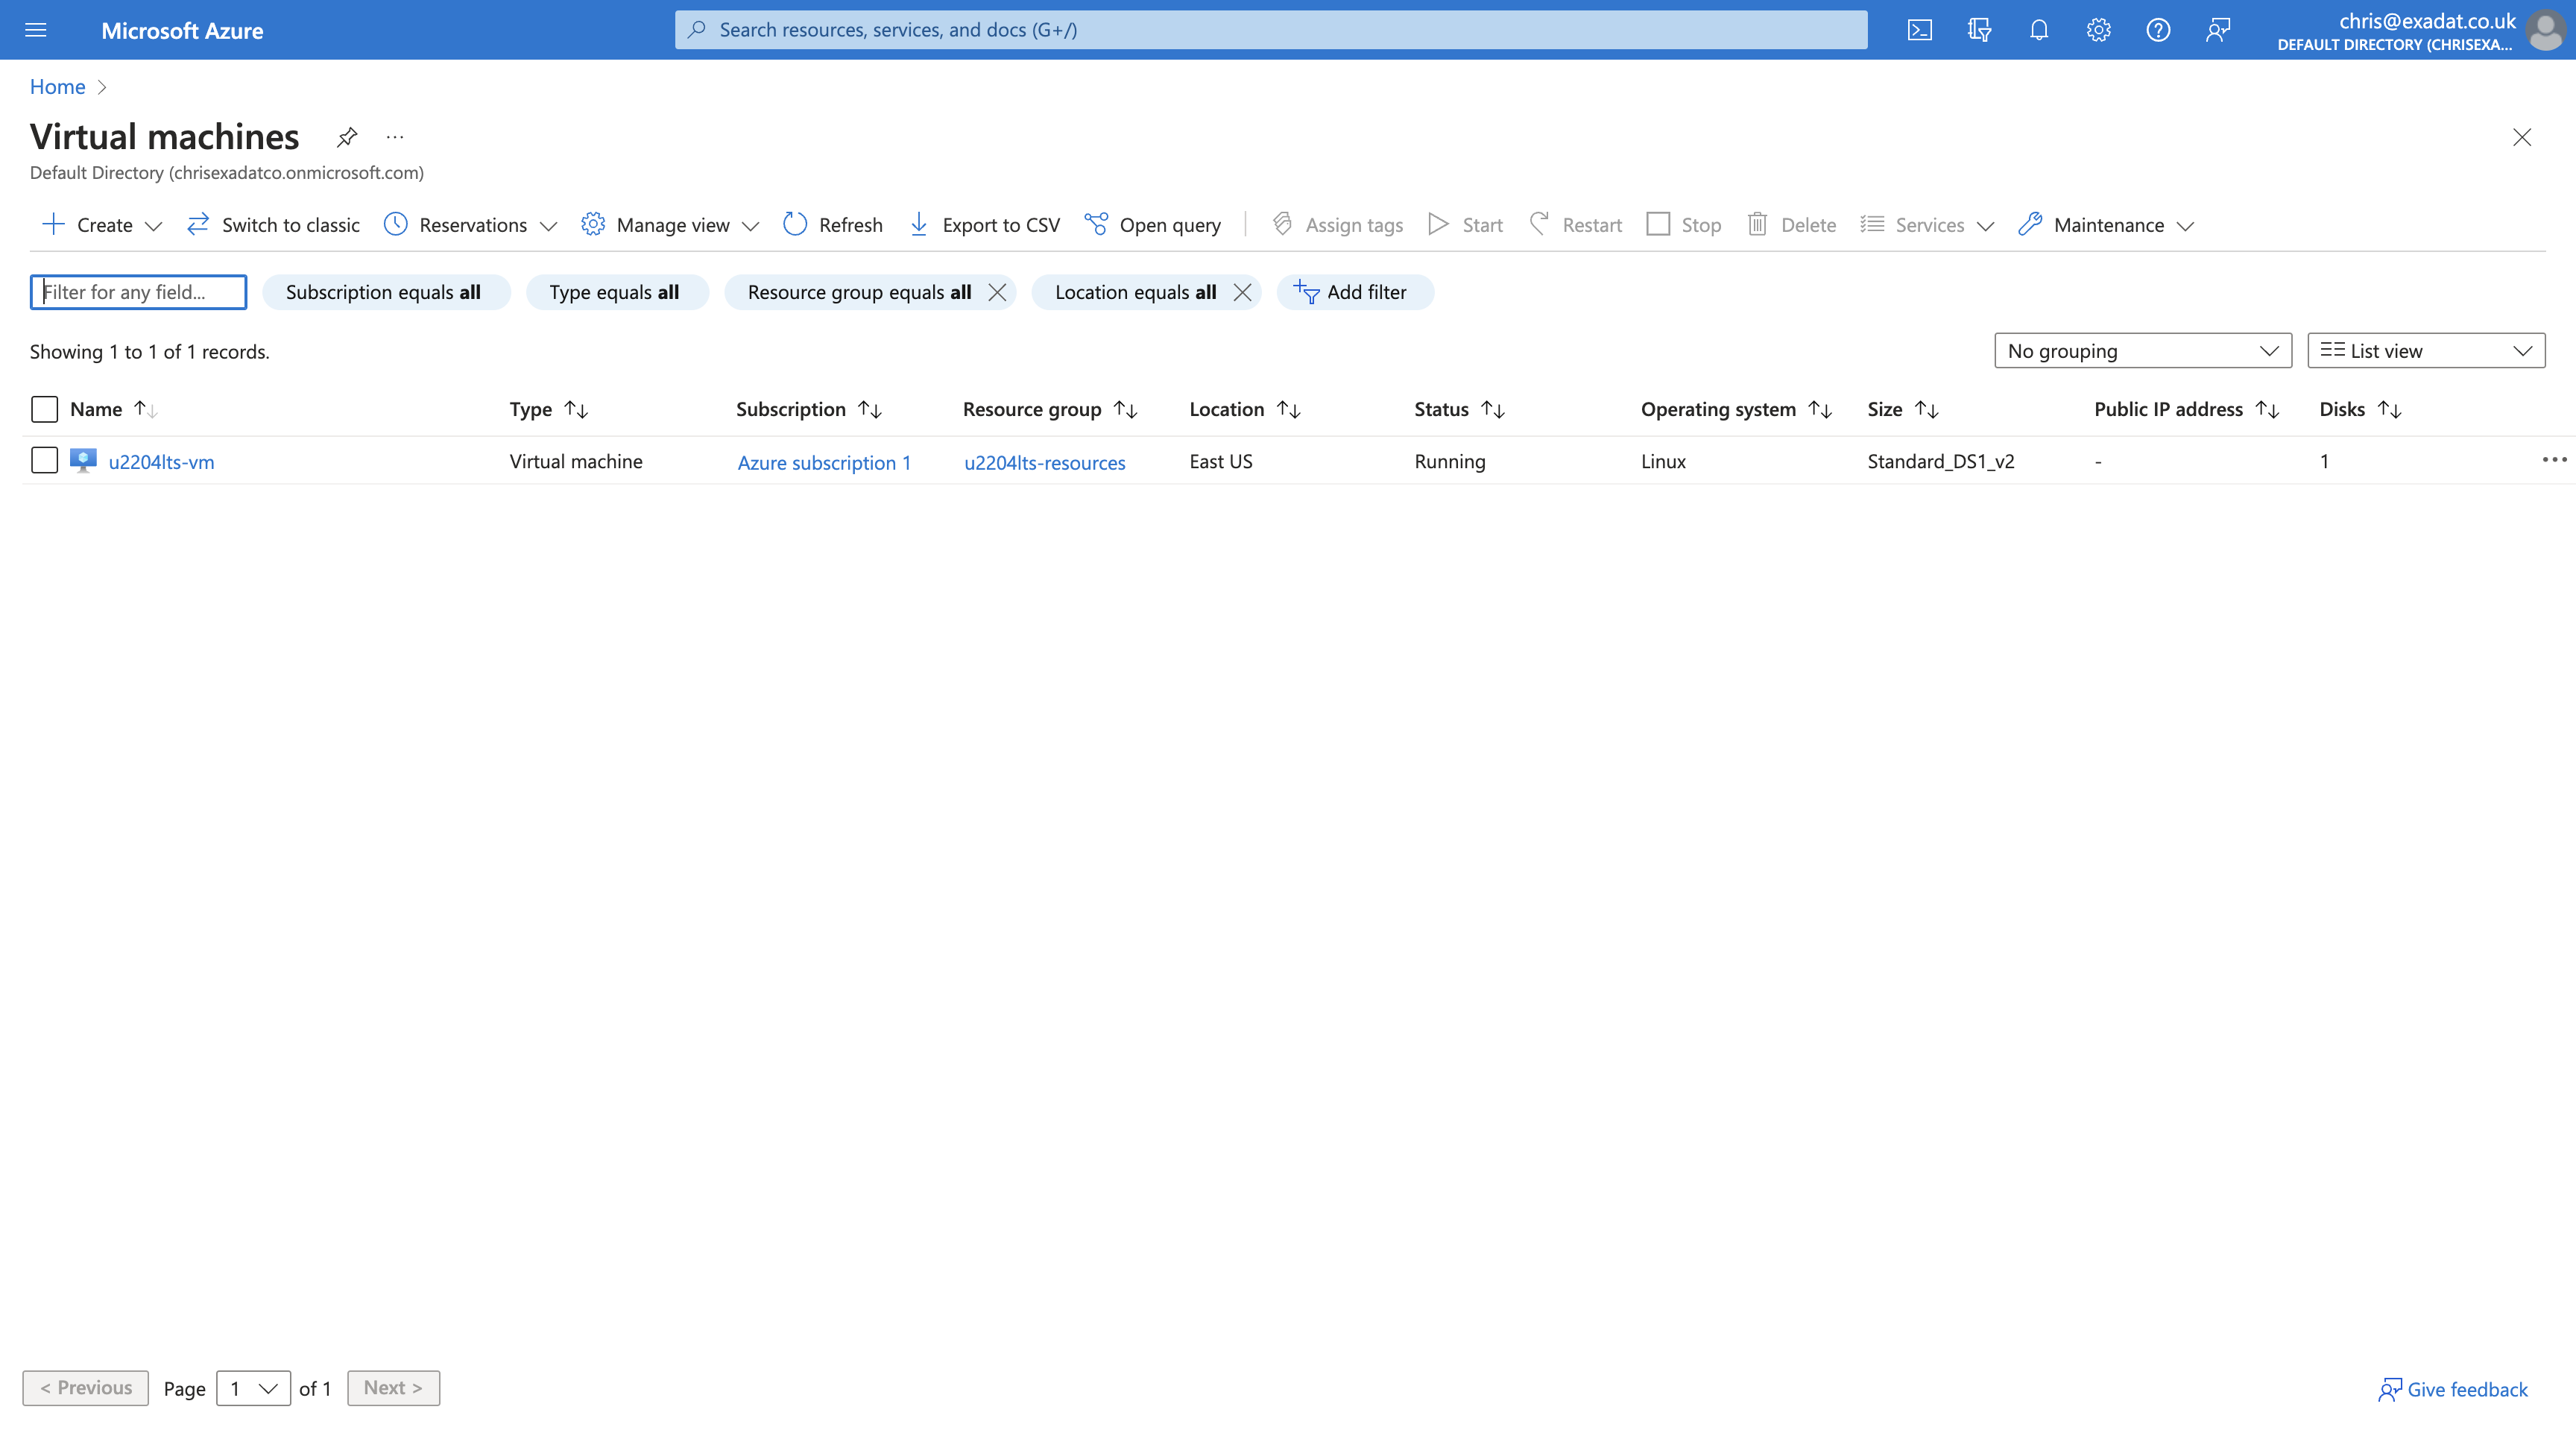 Microsoft Azure
Search resources, services, and docs (G+/)
chris@exadat.co.uk
DEFAULT DIRECTORY (CHRISEXA...
Home
Virtual machines
...
Default Directory (chrisexadatco.onmicrosoft.com)
Create Switch to classic Reservations Manage view Refresh Export to CSV Open query Assign tags Start Restart Stop Delete Services Maintenance
Filter for any field... Subscription equals all Type equals all Resource group equals all Location equals all Add filter
Showing 1 to 1 of 1 records. No grouping List view
Name Type Subscription Resource group Location Status Operating system Size Public IP address Disks
u2204lts-vm Virtual machine Azure subscription 1 u2204lts-resources East US Running Linux Standard_DS1_v2 - 1 ...
< Previous Page 1 of 1 Next > Give feedback